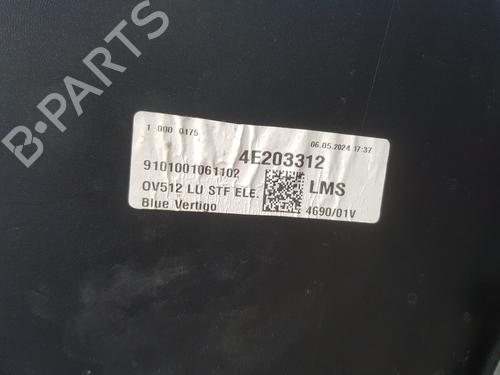 1 000 0175
06.05.2024 17:37
4E203312
9101001061102
OV512 LU STF ELE.
LMS
Blue Vertigo
4690/01V
B-PARTS